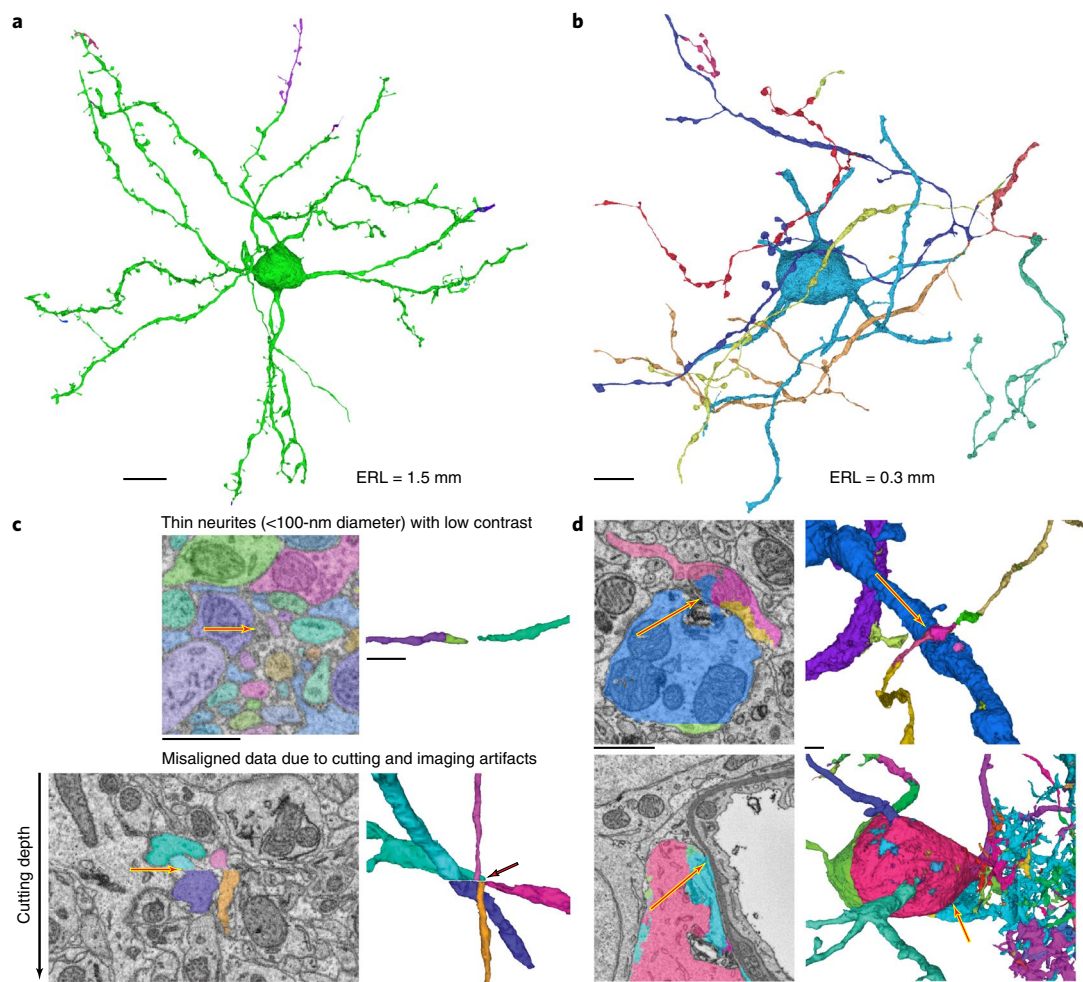 a
b
ERL = 1.5 mm
ERL = 0.3 mm
c
Thin neurites (<100-nm diameter) with low contrast
Misaligned data due to cutting and imaging artifacts
Cutting depth
d